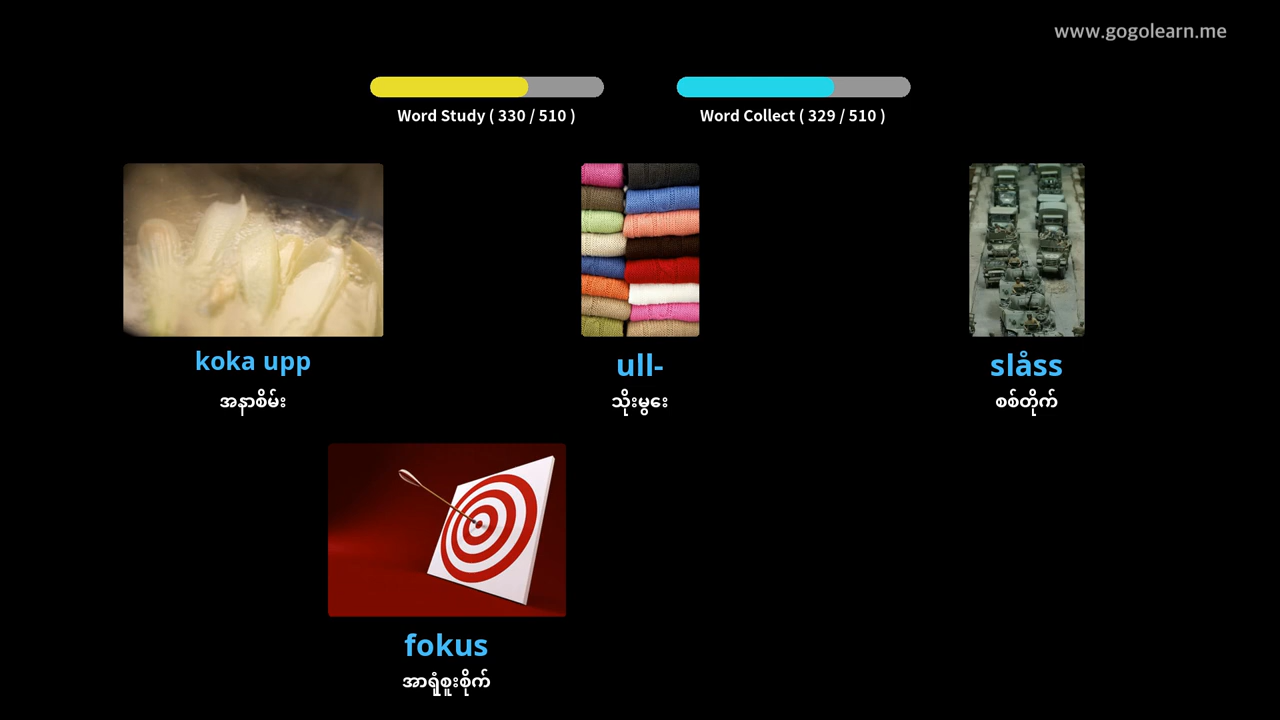 www.gogolearn.me
Word Study ( 330 / 510 )
Word Collect ( 329 / 510 )
koka upp
အနာစိမ်း
ull-
သိုးမွှေး
slåss
စစ်တိုက်
fokus
အာရုံစူးစိုက်